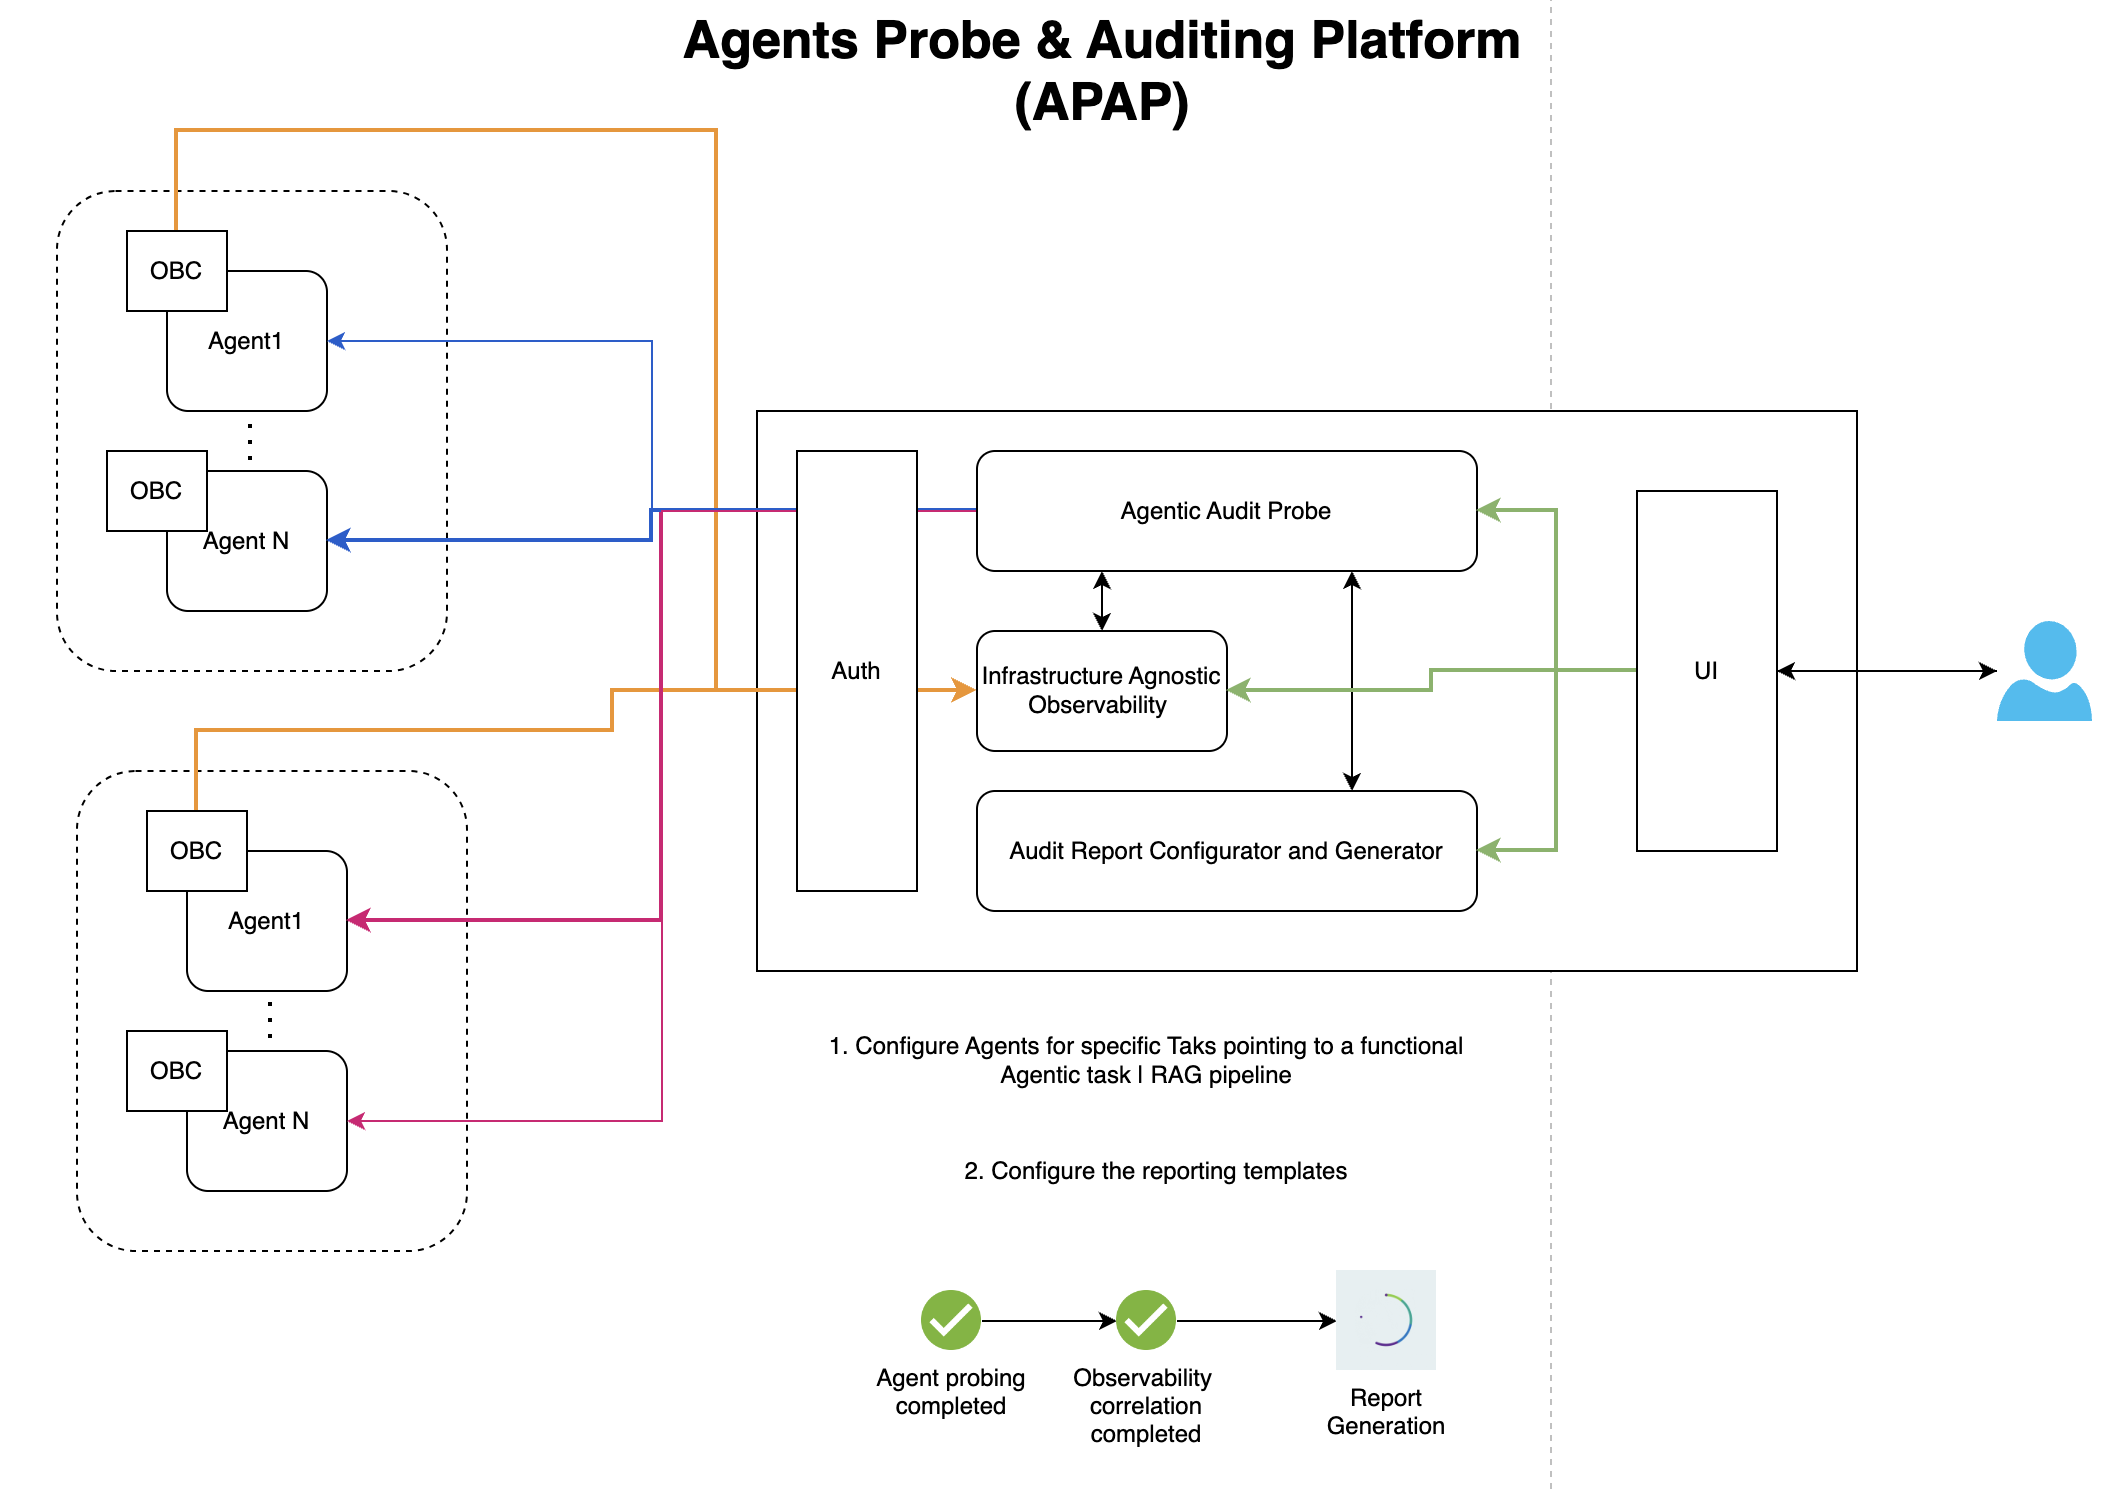 Agents Probe & Auditing Platform
(APAP)
OBC
Agent1
OBC
Agent N
OBC
Agent1
OBC
Agent N
Auth
Agentic Audit Probe
Infrastructure Agnostic
Observability
Audit Report Configurator and Generator
UI
1. Configure Agents for specific Taks pointing to a functional
Agentic task | RAG pipeline
2. Configure the reporting templates
Agent probing
completed
Observability
correlation
completed
Report
Generation